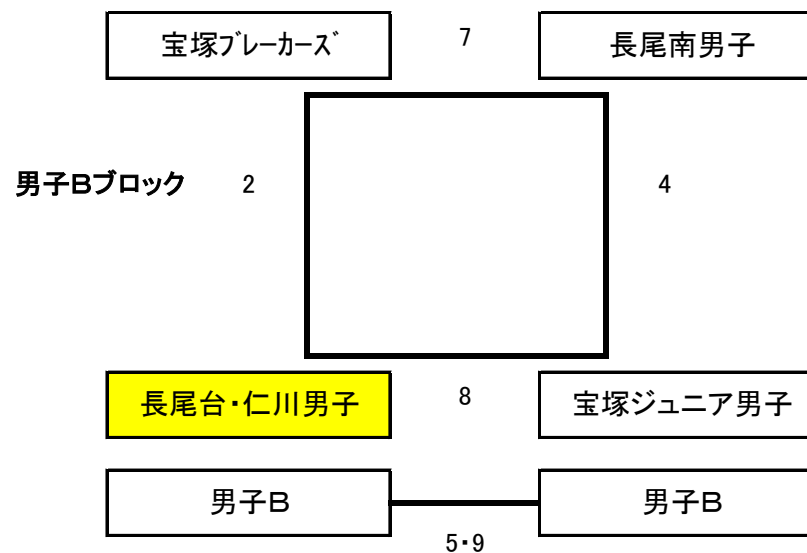 宝塚ﾌﾞﾚｰｶｰｽﾞ 7 長尾南男子
男子Bブロック 2 4
長尾台・仁川男子 8 宝塚ジュニア男子
男子B 男子B
5・9